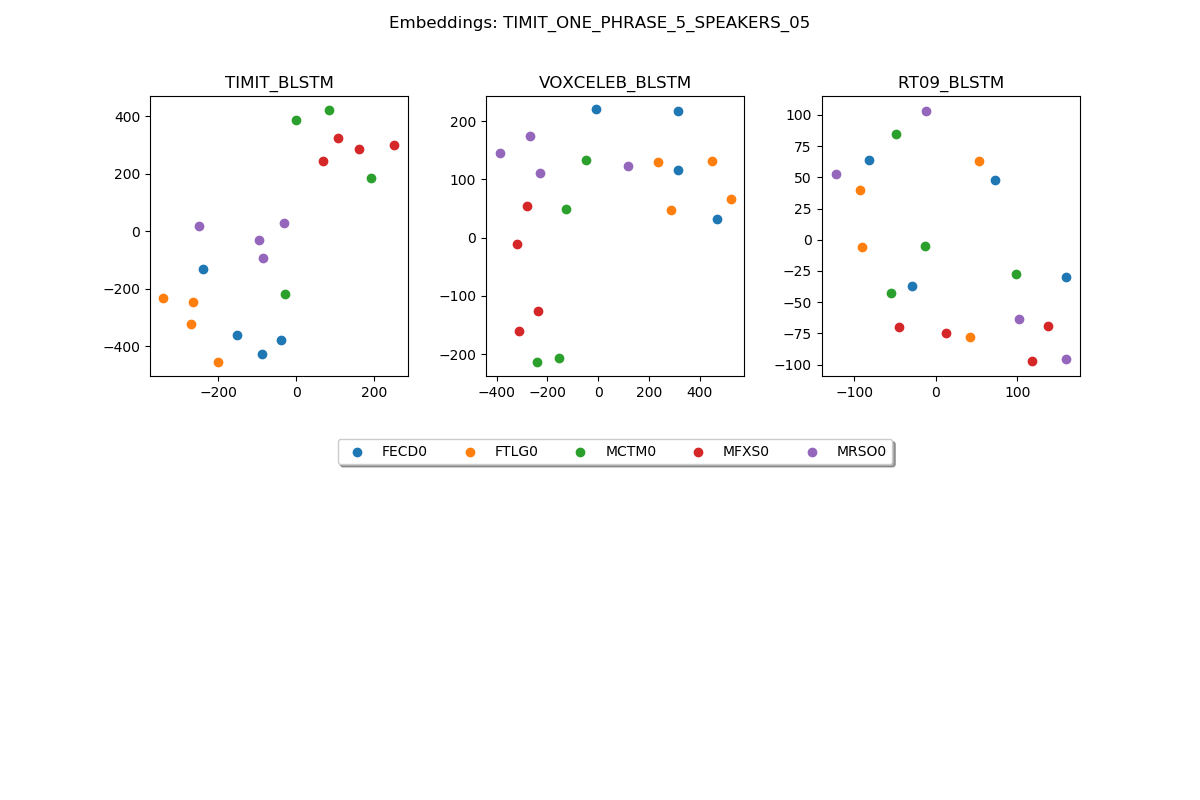 Embeddings: TIMIT_ONE_PHRASE_5_SPEAKERS_05
TIMIT_BLSTM
400
200
0
−200
−400
−200 0 200
VOXCELEB_BLSTM
200
100
0
−100
−200
−400 −200 0 200 400
RT09_BLSTM
100
75
50
25
0
−25
−50
−75
−100
−100 0 100
FECD0 FTLG0 MCTM0 MFXS0 MRSO0